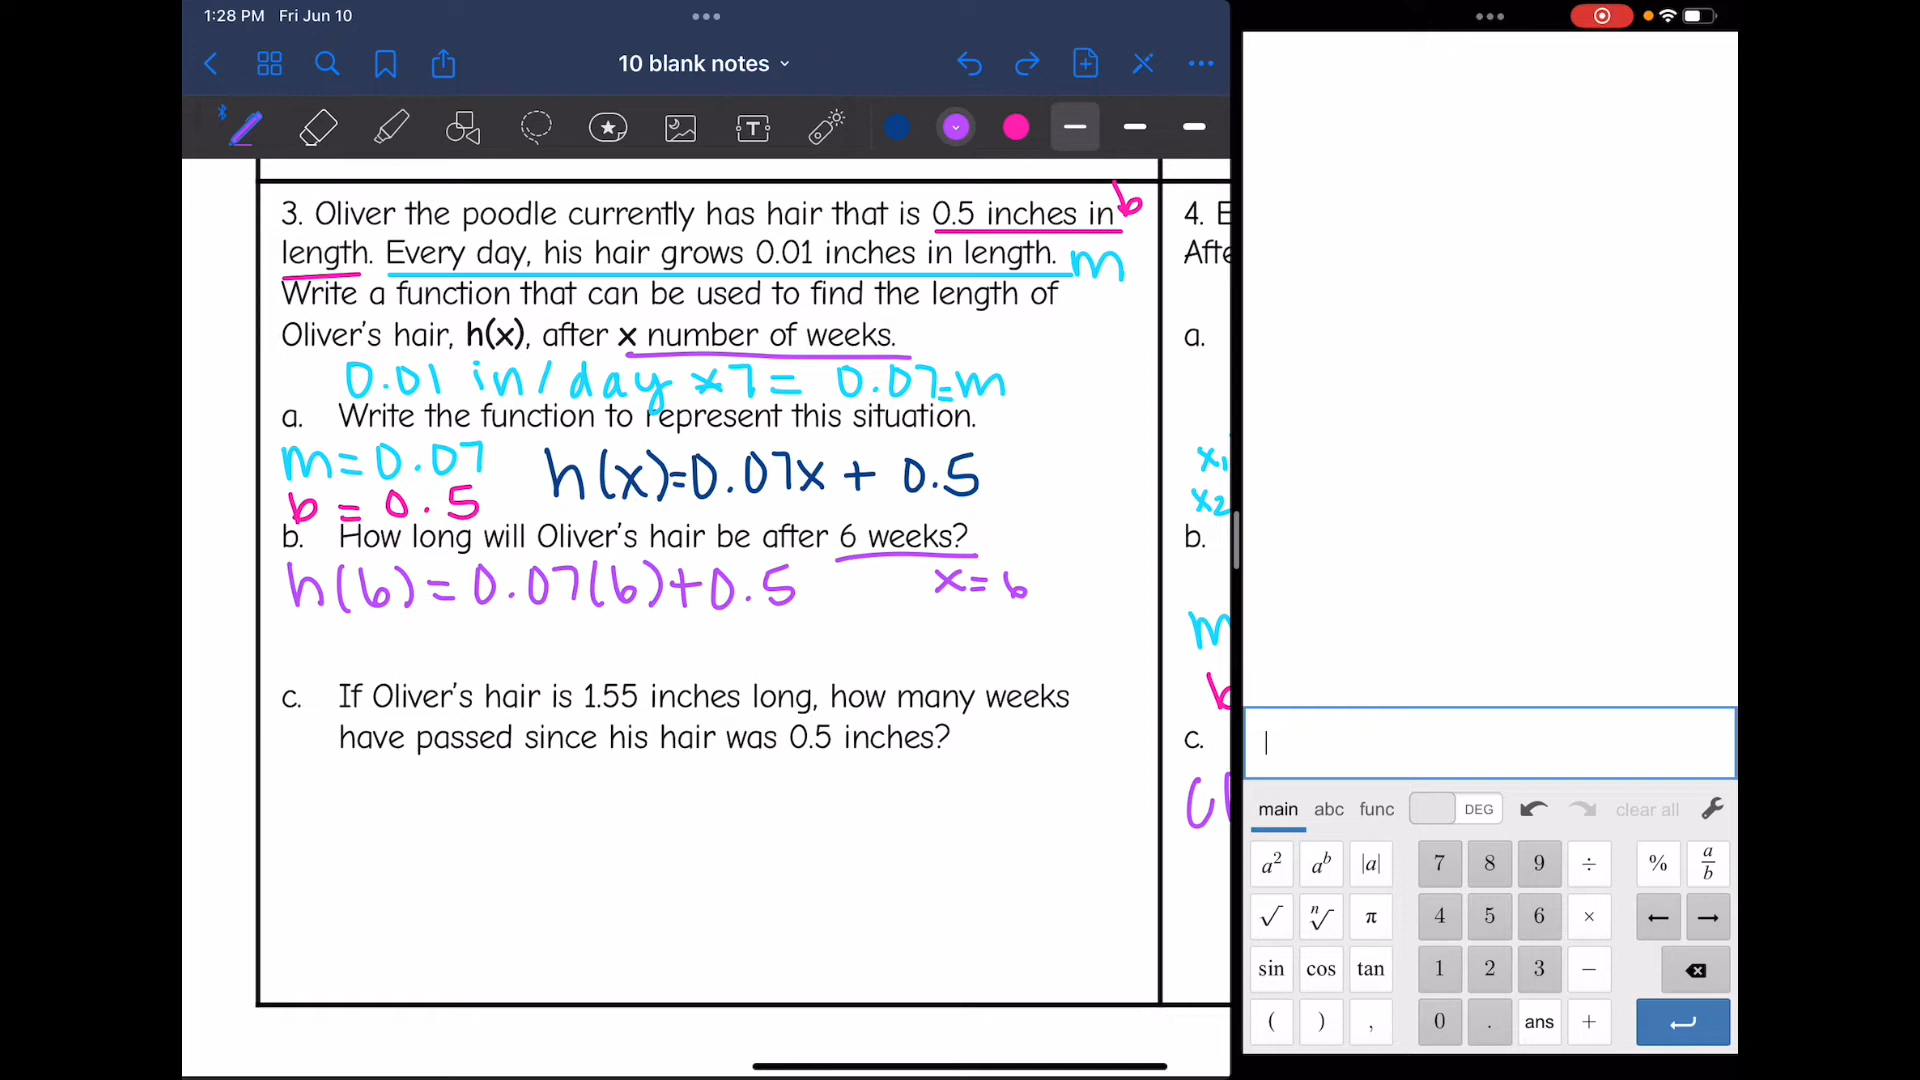 1:28 PM Fri Jun 10
10 blank notes
3. Oliver the poodle currently has hair that is 0.5 inches in b
length. Every day, his hair grows 0.01 inches in length. m
Write a function that can be used to find the length of
Oliver's hair, h(x), after x number of weeks.
0.01 in/day x7 = 0.07=m
a. Write the function to represent this situation.
m=0.07
h(x)=0.07x + 0.5
b = 0.5
b. How long will Oliver's hair be after 6 weeks?
h(6) = 0.07(6)+0.5 x=6
c. If Oliver's hair is 1.55 inches long, how many weeks
have passed since his hair was 0.5 inches?
4. E
Afte
a.
x1
x2
b.
m
b
c.
main abc func DEG clear all
a² aᵇ |a| 7 8 9 ÷ % a/b
√ ⁿ√ π 4 5 6 × ← →
sin cos tan 1 2 3 −
( ) , 0 . ans +